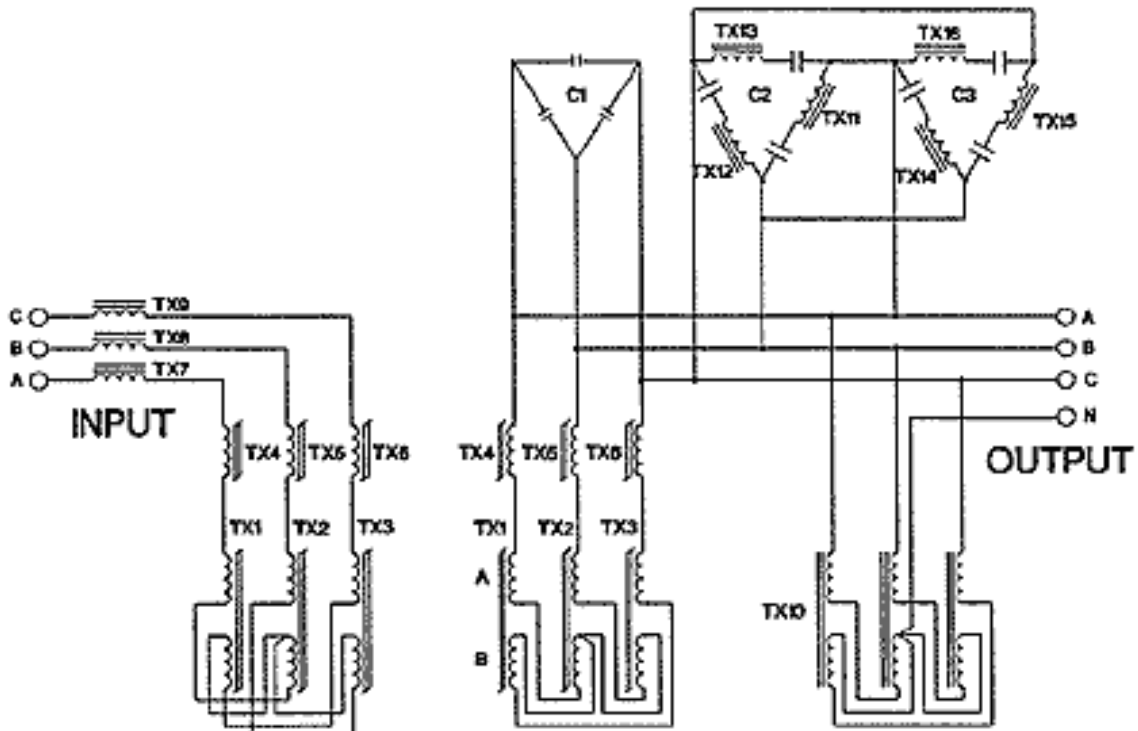 TX13
TX16
C1
C2
C3
TX11
TX15
TX12
TX14
C
TX9
B
TX8
A
TX7
INPUT
A
B
C
N
OUTPUT
TX4
TX5
TX6
TX4
TX5
TX6
TX1
TX2
TX3
TX1
TX2
TX3
A
B
TX10